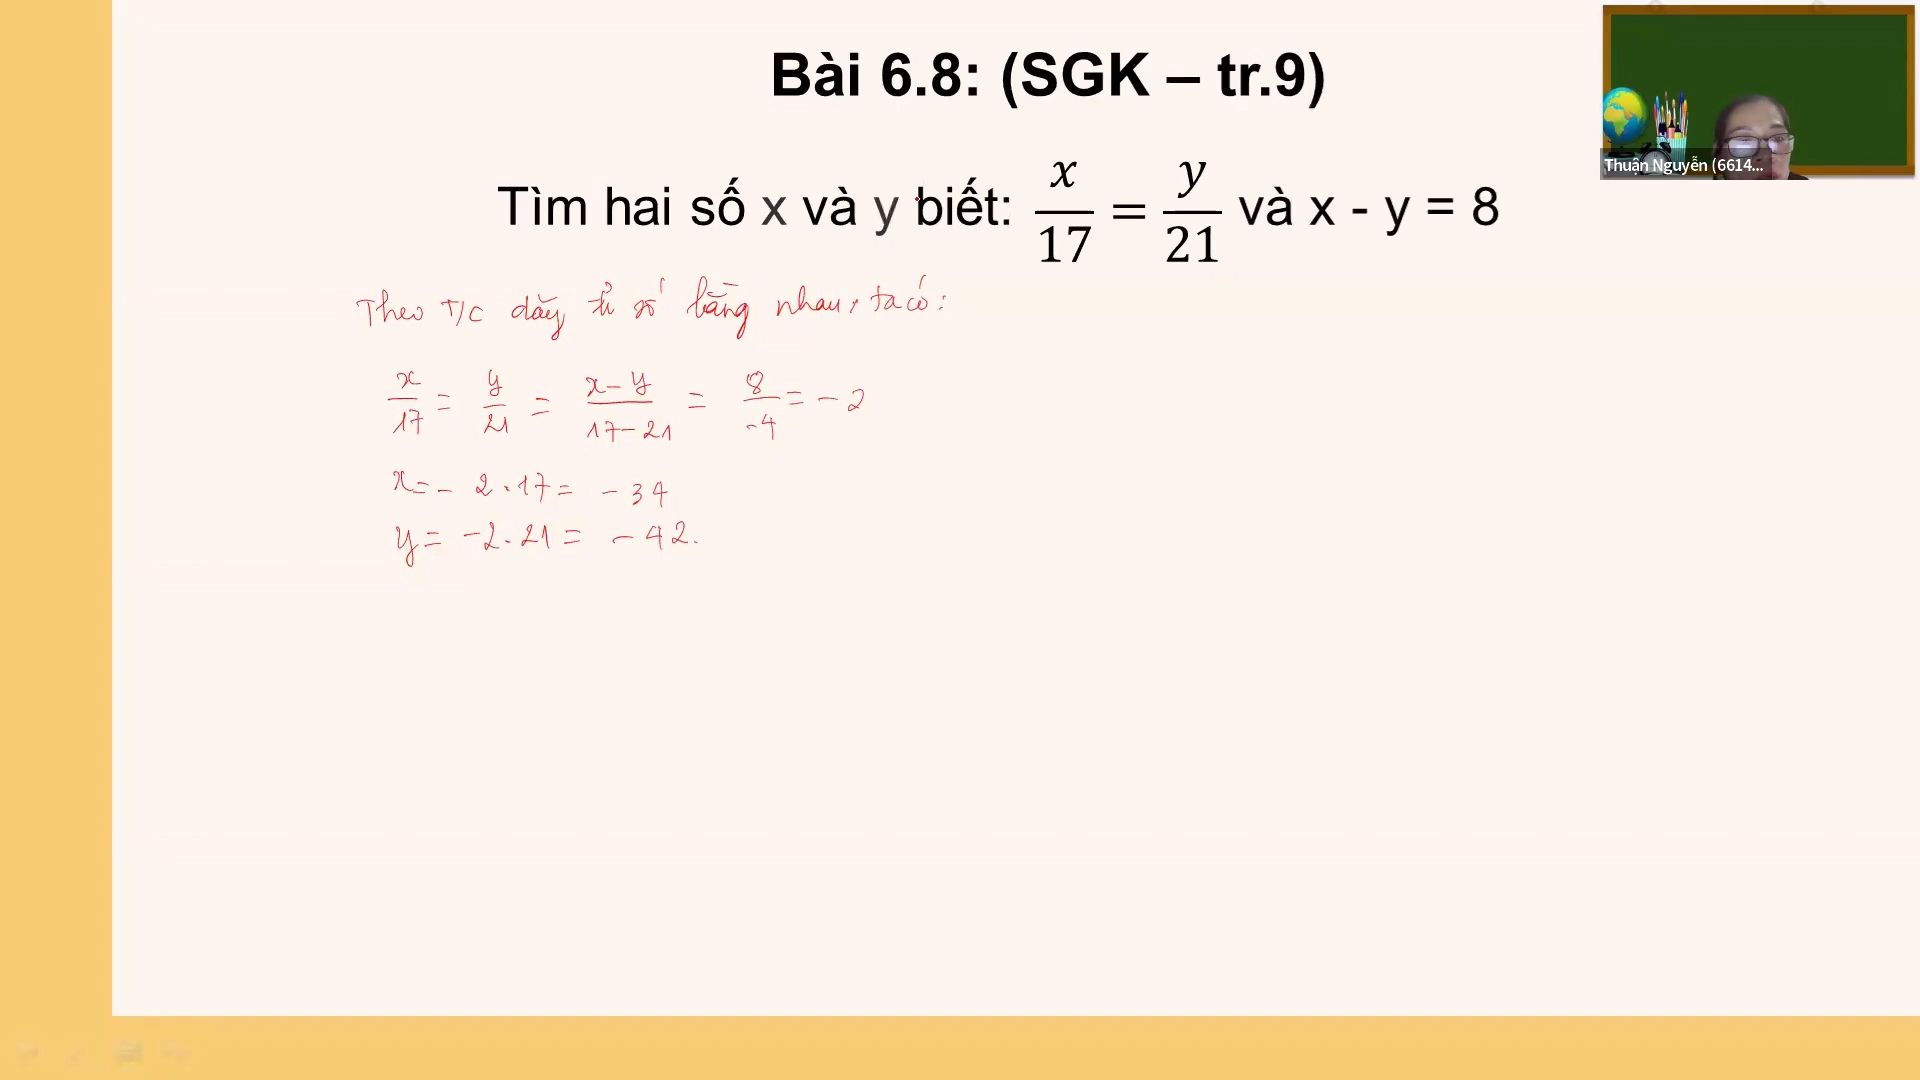 Bài 6.8: (SGK – tr.9)
Thuận Nguyễn (6614...
Tìm hai số x và y biết: x/17 = y/21 và x - y = 8
Theo T/c dãy tỉ số bằng nhau, ta có:
x/17 = y/21 = x-y/17-21 = 8/-4 = -2
x = - 2.17 = - 34
y = -2.21 = - 42.